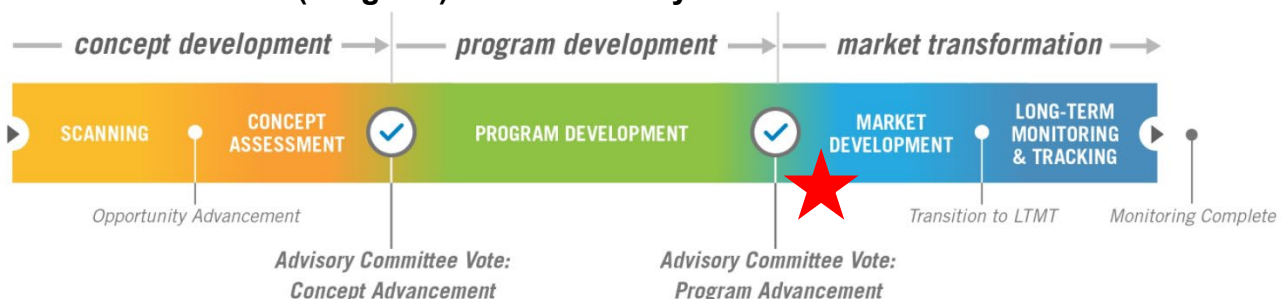 concept development
program development
market transformation
SCANNING
CONCEPT
ASSESSMENT
PROGRAM DEVELOPMENT
MARKET
DEVELOPMENT
LONG-TERM
MONITORING
& TRACKING
Opportunity Advancement
Transition to LTMT
Monitoring Complete
Advisory Committee Vote:
Concept Advancement
Advisory Committee Vote:
Program Advancement